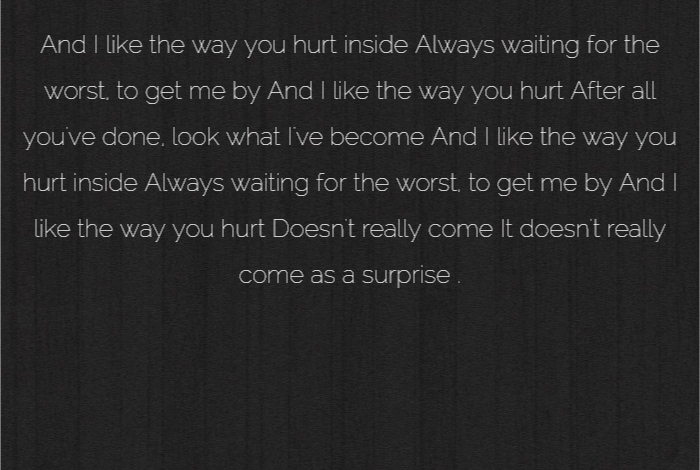 And I like the way you hurt inside Always waiting for the
worst, to get me by And I like the way you hurt After all
you've done, look what I've become And I like the way you
hurt inside Always waiting for the worst, to get me by And I
like the way you hurt Doesn't really come It doesn't really
come as a surprise .